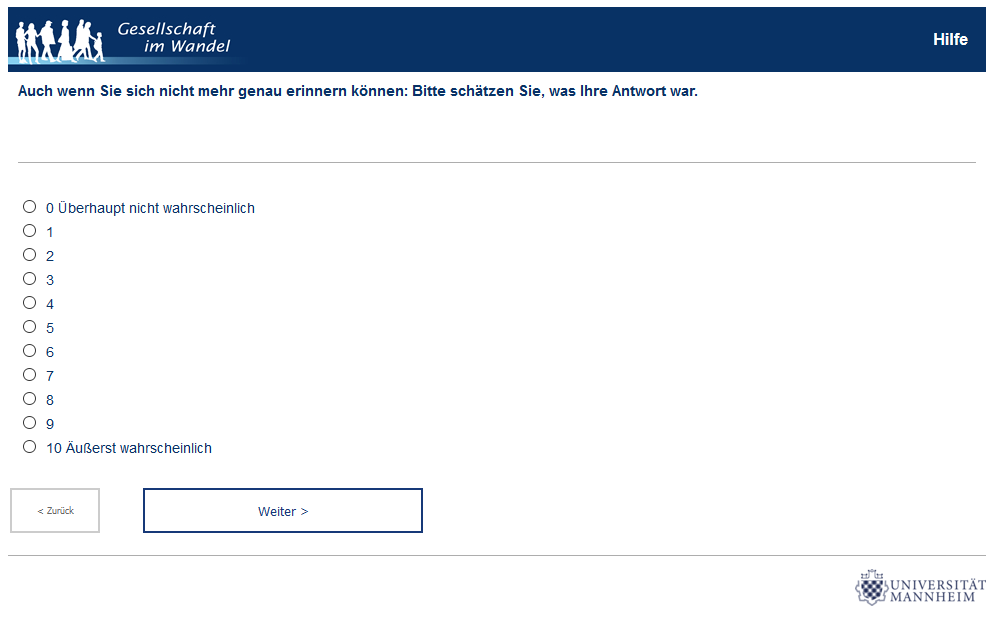 Gesellschaft
im Wandel
Hilfe
Auch wenn Sie sich nicht mehr genau erinnern können: Bitte schätzen Sie, was Ihre Antwort war.
0 Überhaupt nicht wahrscheinlich
1
2
3
4
5
6
7
8
9
10 Äußerst wahrscheinlich
< Zurück
Weiter >
UNIVERSITÄT
MANNHEIM